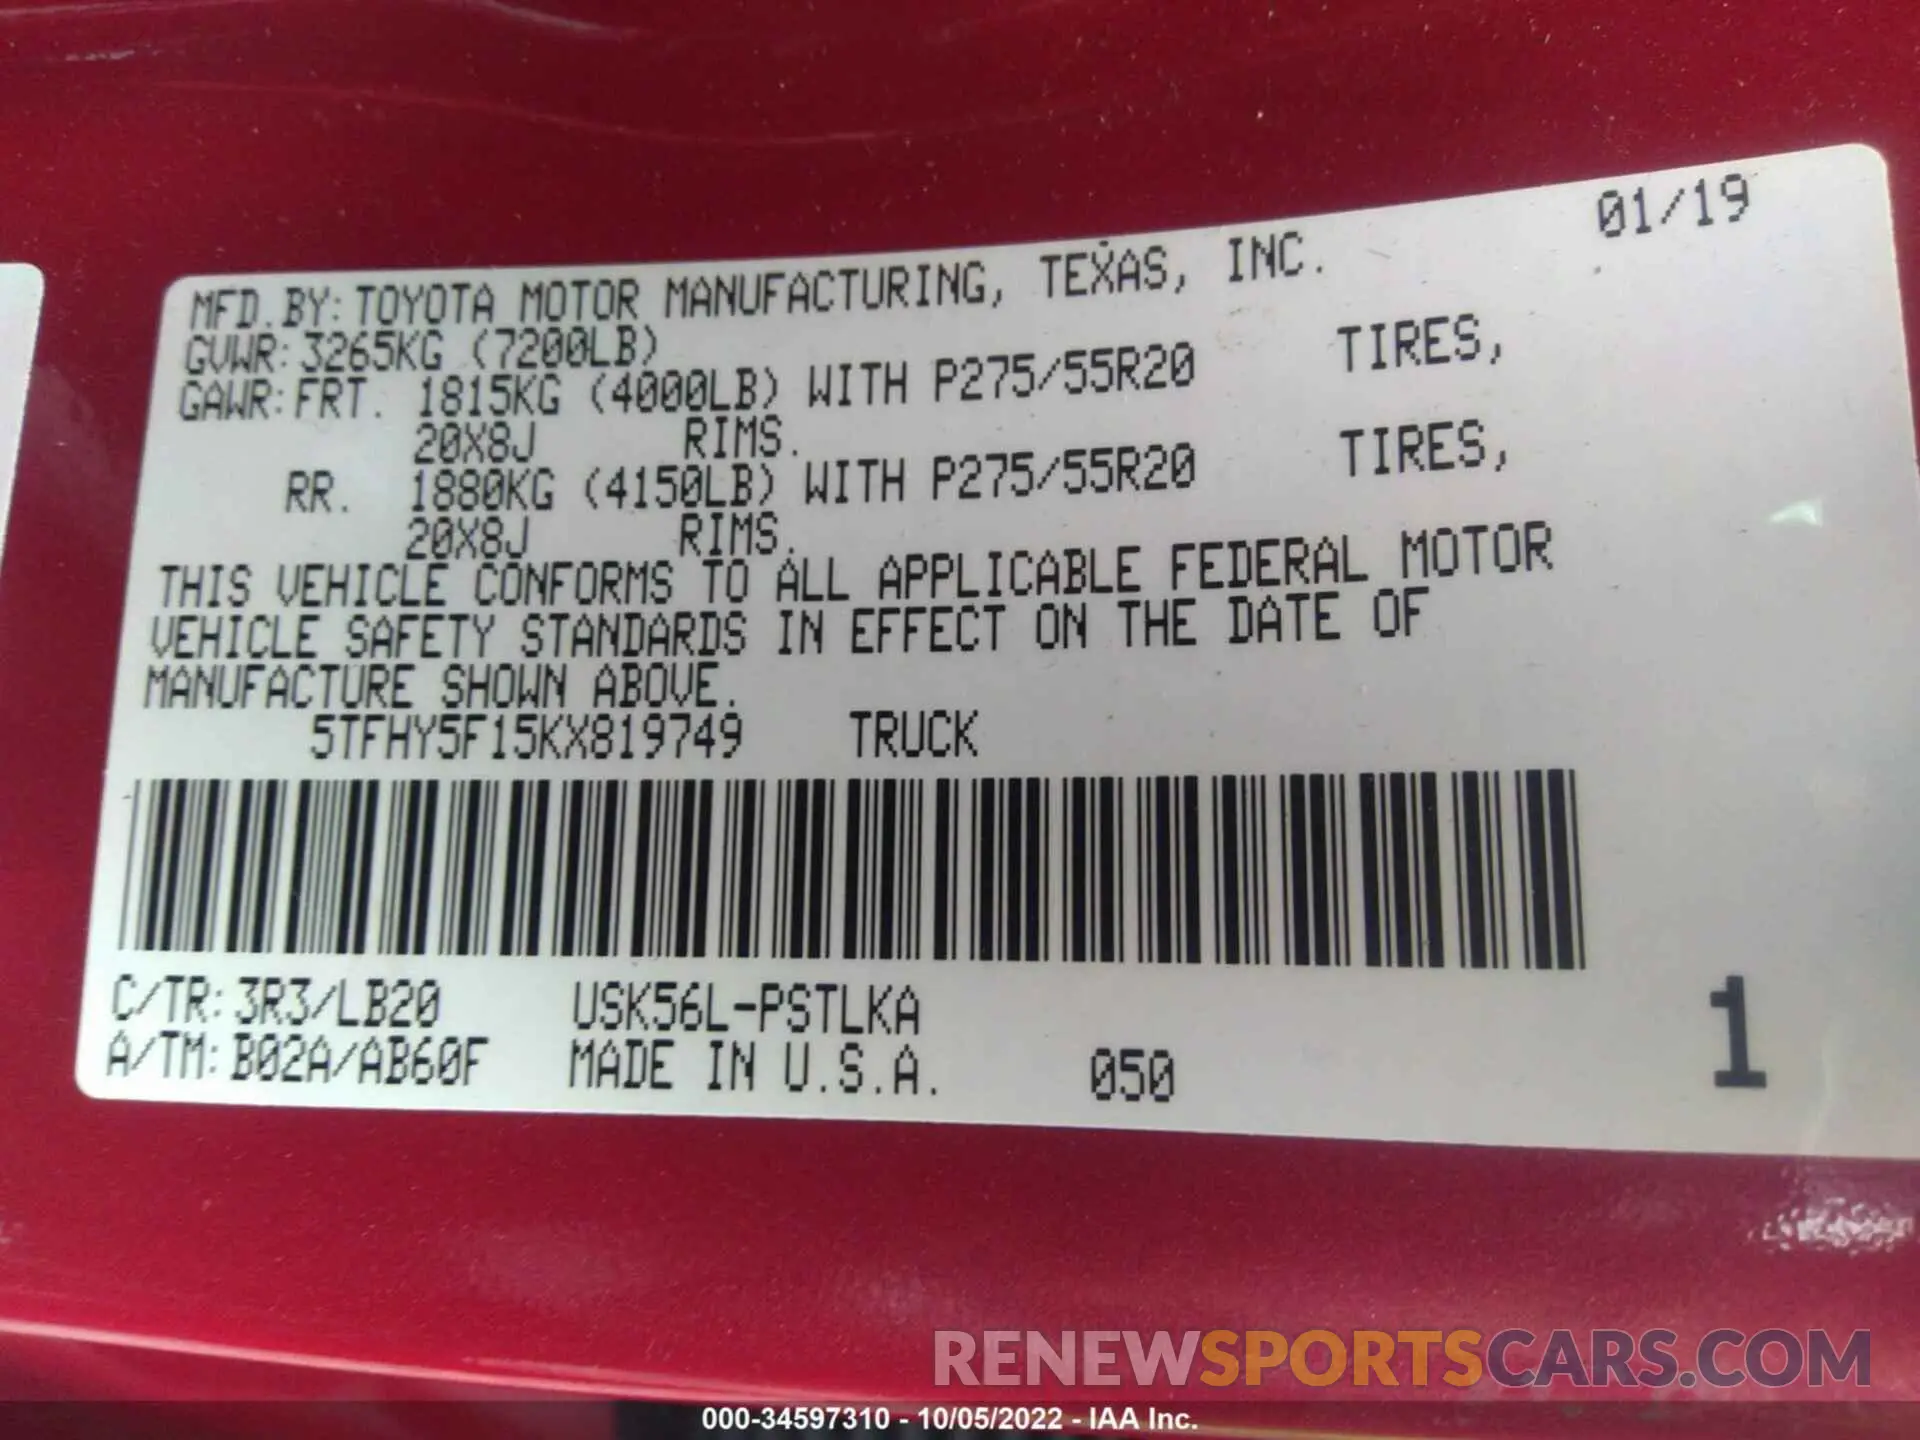 01/19
MFD. BY: TOYOTA MOTOR MANUFACTURING, TEXAS, INC.
GVWR: 3265KG (7200LB)
GAWR: FRT. 1815KG (4000LB) WITH P275/55R20 TIRES,
20X8J RIMS.
RR. 1880KG (4150LB) WITH P275/55R20 TIRES,
20X8J RIMS.
THIS VEHICLE CONFORMS TO ALL APPLICABLE FEDERAL MOTOR
VEHICLE SAFETY STANDARDS IN EFFECT ON THE DATE OF
MANUFACTURE SHOWN ABOVE.
5TFHY5F15KX819749 TRUCK
C/TR: 3R3/LB20 USK56L-PSTLKA
A/TM: B02A/AB60F MADE IN U.S.A. 050
1
RENEWSPORTSCARS.COM
000-34597310 - 10/05/2022 - IAA Inc.